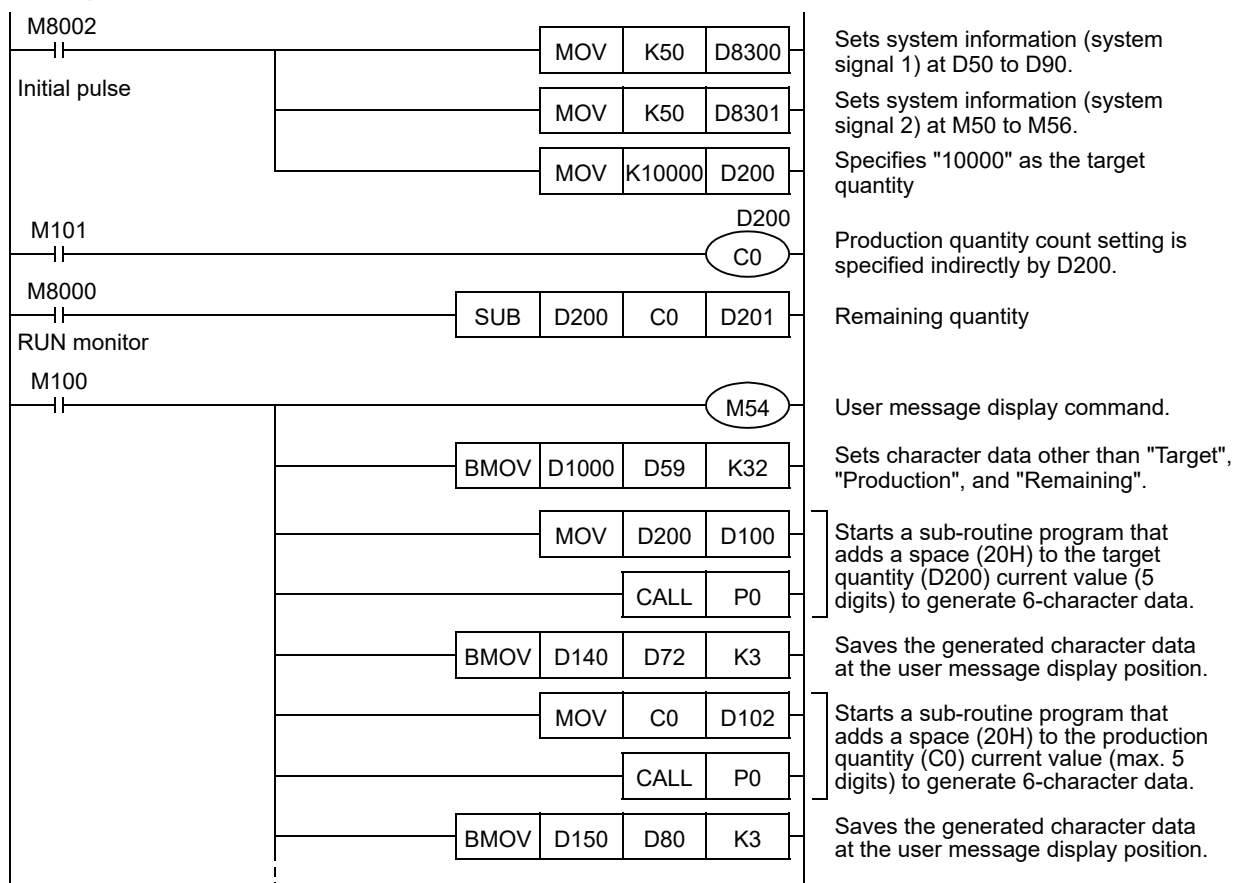 M8002
MOV K50 D8300
Sets system information (system
signal 1) at D50 to D90.
Initial pulse
MOV K50 D8301
Sets system information (system
signal 2) at M50 to M56.
MOV K10000 D200
Specifies "10000" as the target
quantity
M101
D200
C0
Production quantity count setting is
specified indirectly by D200.
M8000
SUB D200 C0 D201
Remaining quantity
RUN monitor
M100
M54
User message display command.
BMOV D1000 D59 K32
Sets character data other than "Target",
"Production", and "Remaining".
MOV D200 D100
CALL P0
Starts a sub-routine program that
adds a space (20H) to the target
quantity (D200) current value (5
digits) to generate 6-character data.
BMOV D140 D72 K3
Saves the generated character data
at the user message display position.
MOV C0 D102
CALL P0
Starts a sub-routine program that
adds a space (20H) to the production
quantity (C0) current value (max. 5
digits) to generate 6-character data.
BMOV D150 D80 K3
Saves the generated character data
at the user message display position.